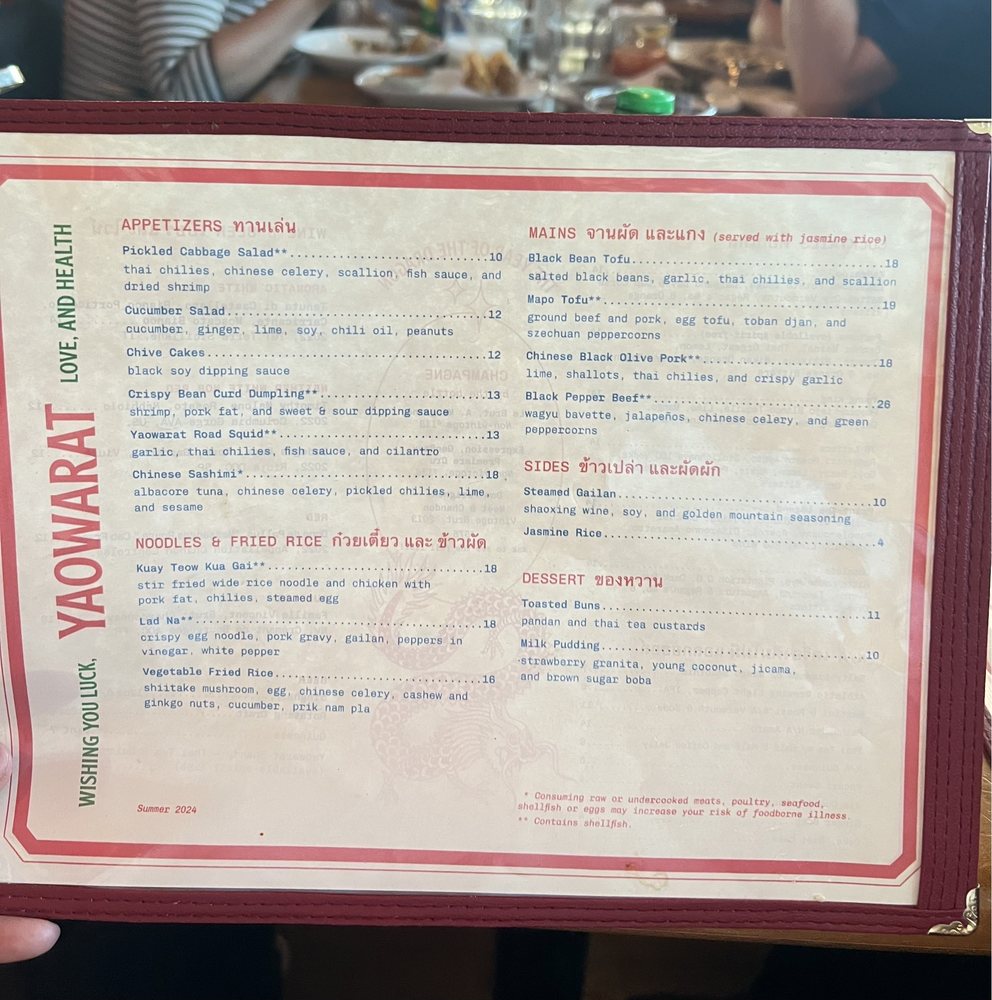 WISHING YOU LUCK,
LOVE, AND HEALTH
YAOWARAT
APPETIZERS ทานเล่น
Pickled Cabbage Salad**..........................10
thai chilies, chinese celery, scallion, fish sauce, and
dried shrimp
Cucumber Salad..................................12
cucumber, ginger, lime, soy, chili oil, peanuts
Chive Cakes.....................................12
black soy dipping sauce
Crispy Bean Curd Dumpling**......................13
shrimp, pork fat, and sweet & sour dipping sauce
Yaowarat Road Squid**...........................13
garlic, thai chilies, fish sauce, and cilantro
Chinese Sashimi*................................18
albacore tuna, chinese celery, pickled chilies, lime,
and sesame
NOODLES & FRIED RICE ก๋วยเตี๋ยว และ ข้าวผัด
Kuay Teow Kua Gai**.............................18
stir fried wide rice noodle and chicken with
pork fat, chilies, steamed egg
Lad Na**........................................18
crispy egg noodle, pork gravy, gailan, peppers in
vinegar, white pepper
Vegetable Fried Rice............................16
shiitake mushroom, egg, chinese celery, cashew and
ginkgo nuts, cucumber, prik nam pla
Summer 2024
MAINS จานผัด และแกง (served with jasmine rice)
Black Bean Tofu.................................18
salted black beans, garlic, thai chilies, and scallion
Mapo Tofu**.....................................19
ground beef and pork, egg tofu, toban djan, and
szechuan peppercorns
Chinese Black Olive Pork**......................18
lime, shallots, thai chilies, and crispy garlic
Black Pepper Beef**.............................26
wagyu bavette, jalapeños, chinese celery, and green
peppercorns
SIDES ข้าวเปล่า และผัดผัก
Steamed Gailan..................................10
shaoxing wine, soy, and golden mountain seasoning
Jasmine Rice....................................4
DESSERT ของหวาน
Toasted Buns....................................11
pandan and thai tea custards
Milk Pudding....................................10
strawberry granita, young coconut, jicama,
and brown sugar boba
* Consuming raw or undercooked meats, poultry, seafood,
shellfish or eggs may increase your risk of foodborne illness.
** Contains shellfish.